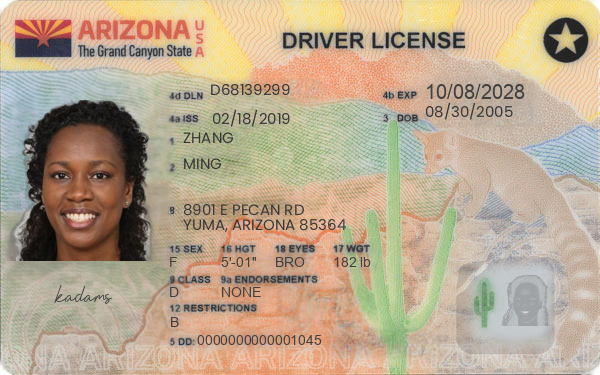 ARIZONA USA
The Grand Canyon State
DRIVER LICENSE
4d DLN D68139299
4b EXP 10/08/2028
4a ISS 02/18/2019
3 DOB 08/30/2005
1 ZHANG
2 MING
8 8901 E PECAN RD
YUMA, ARIZONA 85364
15 SEX 16 HGT 18 EYES 17 WGT
F 5'-01" BRO 182 lb
9 CLASS 9a ENDORSEMENTS
D NONE
12 RESTRICTIONS
B
5 DD: 0000000000001045
kadams
ARIZONA ARIZONA ARIZONA ARIZONA